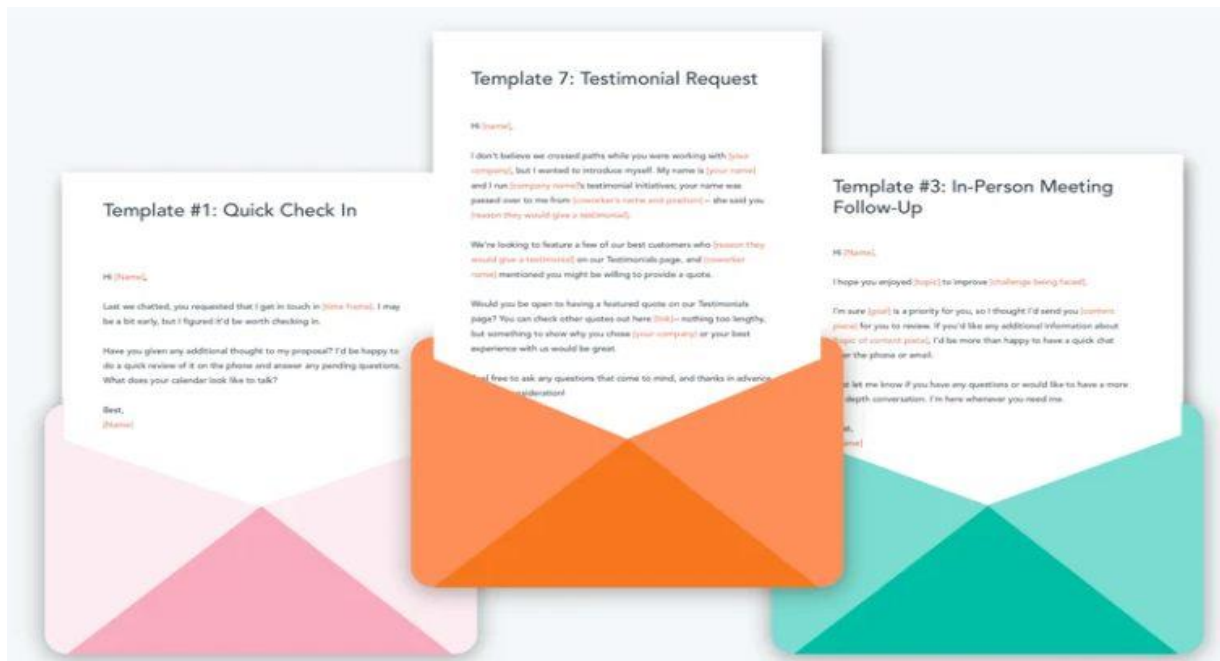 Template #1: Quick Check In
Hi [Name],
Last we chatted, you requested that I get in touch in [time frame]. I may
be a bit early, but I figured it'd be worth checking in.
Have you given any additional thought to my proposal? I'd be happy to
do a quick review of it on the phone and answer any pending questions.
What does your calendar look like to talk?
Best,
[Name]
Template 7: Testimonial Request
Hi [name],
I don't believe we crossed paths while you were working with [your
company], but I wanted to introduce myself. My name is [your name]
and I run [company name]'s testimonial initiatives; your name was
passed over to me from [coworker's name and position] – she said you
[reason they would give a testimonial].
We're looking to feature a few of our best customers who [reason they
would give a testimonial] on our Testimonials page, and [coworker
name] mentioned you might be willing to provide a quote.
Would you be open to having a featured quote on our Testimonials
page? You can check other quotes out here [link]– nothing too lengthy,
but something to show why you chose [your company] or your best
experience with us would be great.
free to ask any questions that come to mind, and thanks in advance
Template #3: In-Person Meeting
Follow-Up
Hi [Name],
I hope you enjoyed [topic] to improve [challenge being faced].
I'm sure [goal] is a priority for you, so I thought I'd send you [content
piece] for you to review. If you'd like any additional information about
topic of content piece], I'd be more than happy to have a quick chat
the phone or email.
let me know if you have any questions or would like to have a more
depth conversation. I'm here whenever you need me.